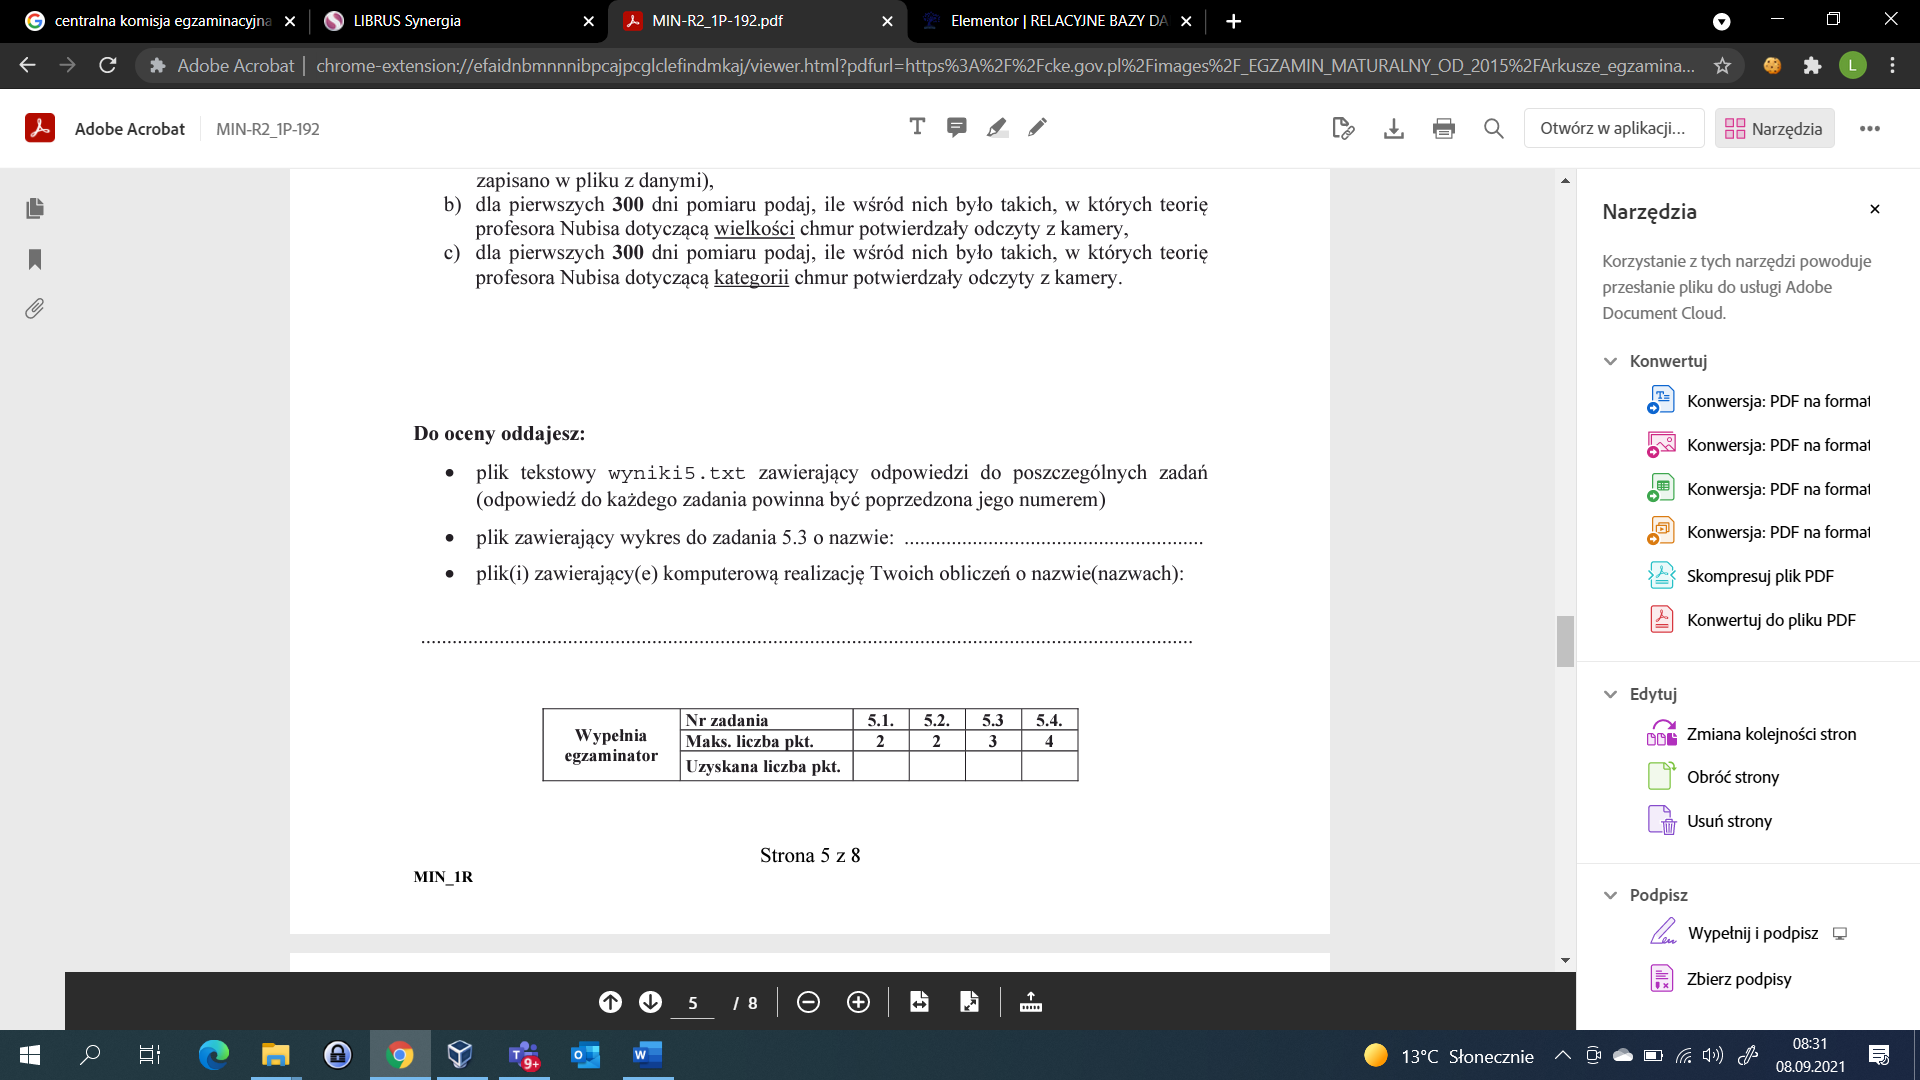 centralna komisja egzaminacyjna
LIBRUS Synergia
MIN-R2_1P-192.pdf
Elementor | RELACYJNE BAZY DA
Adobe Acrobat
chrome-extension://efaidnbmnnnibpcajpcglclefindmkaj/viewer.html?pdfurl=https%3A%2F%2Fcke.gov.pl%2Fimages%2F_EGZAMIN_MATURALNY_OD_2015%2FArkusze_egzamina...
L
Adobe Acrobat
MIN-R2_1P-192
Otwórz w aplikacji...
Narzędzia
zapisano w pliku z danymi),
b) dla pierwszych 300 dni pomiaru podaj, ile wśród nich było takich, w których teorię
profesora Nubisa dotyczącą wielkości chmur potwierdzały odczyty z kamery,
c) dla pierwszych 300 dni pomiaru podaj, ile wśród nich było takich, w których teorię
profesora Nubisa dotyczącą kategorii chmur potwierdzały odczyty z kamery.
Do oceny oddajesz:
• plik tekstowy wyniki5.txt zawierający odpowiedzi do poszczególnych zadań
(odpowiedź do każdego zadania powinna być poprzedzona jego numerem)
• plik zawierający wykres do zadania 5.3 o nazwie: .........................................................
• plik(i) zawierający(e) komputerową realizację Twoich obliczeń o nazwie(nazwach):
...................................................................................................................................................
Wypełnia
egzaminator
Nr zadania 5.1. 5.2. 5.3 5.4.
Maks. liczba pkt. 2 2 3 4
Uzyskana liczba pkt.
Strona 5 z 8
MIN_1R
Narzędzia
Korzystanie z tych narzędzi powoduje
przesłanie pliku do usługi Adobe
Document Cloud.
Konwertuj
Konwersja: PDF na format
Konwersja: PDF na format
Konwersja: PDF na format
Konwersja: PDF na format
Skompresuj plik PDF
Konwertuj do pliku PDF
Edytuj
Zmiana kolejności stron
Obróć strony
Usuń strony
Podpisz
Wypełnij i podpisz
Zbierz podpisy
5 / 8
9+
13°C Słonecznie
08:31
08.09.2021